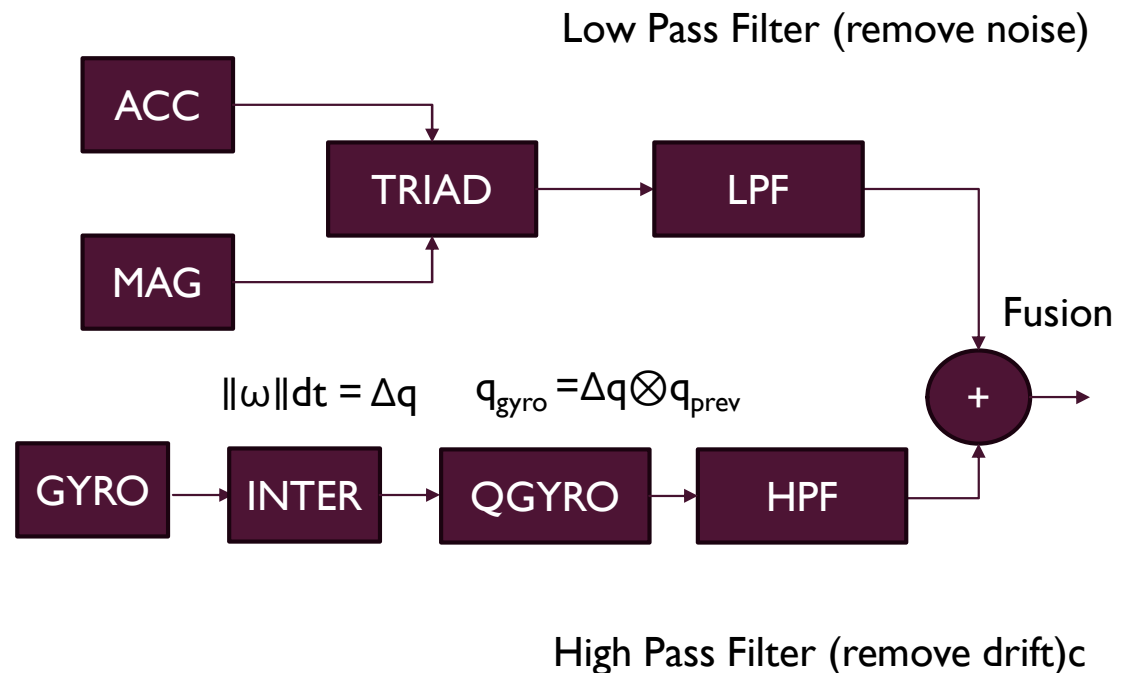 Low Pass Filter (remove noise)
ACC
TRIAD
LPF
MAG
Fusion
‖ω‖dt = Δq
q_gyro =Δq⊗q_prev
+
GYRO
INTER
QGYRO
HPF
High Pass Filter (remove drift)c